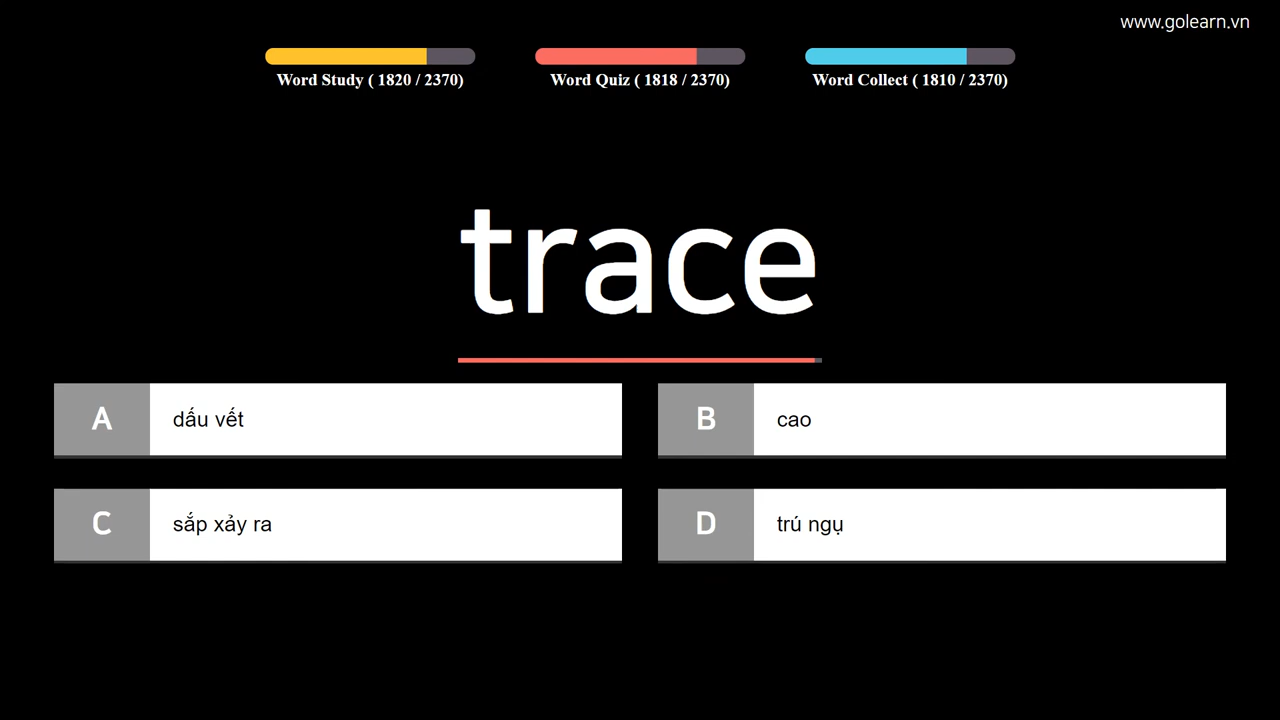 www.golearn.vn
Word Study ( 1820 / 2370)
Word Quiz ( 1818 / 2370)
Word Collect ( 1810 / 2370)
trace
A dấu vết
B cao
C sắp xảy ra
D trú ngụ